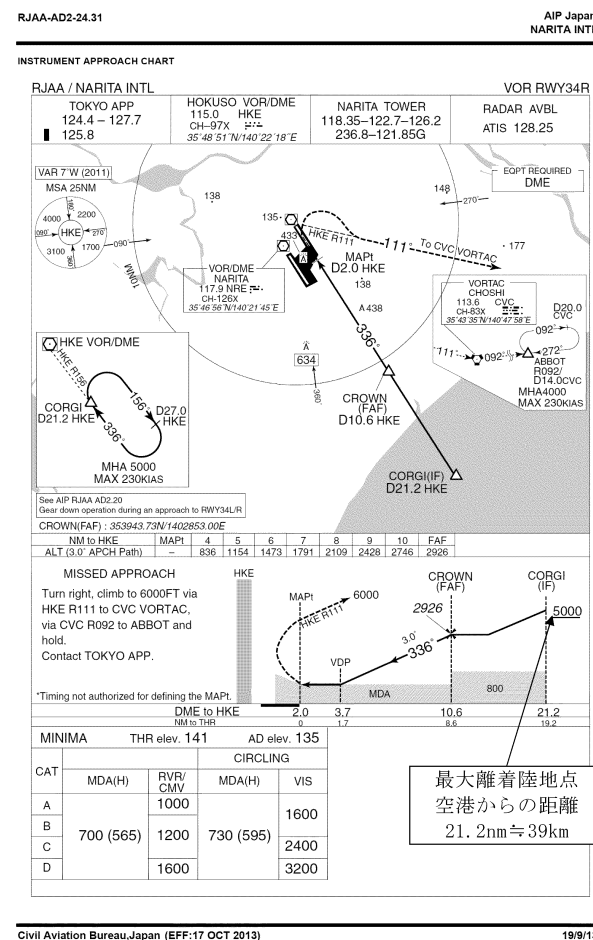 RJAA-AD2-24.31
AIP Japan
NARITA INTL
INSTRUMENT APPROACH CHART
RJAA / NARITA INTL
VOR RWY34R
TOKYO APP
124.4 – 127.7
125.8
HOKUSO VOR/DME
115.0 HKE
CH–97X
35°48´51˝N/140°22´18˝E
NARITA TOWER
118.35–122.7–126.2
236.8–121.85G
RADAR AVBL
ATIS 128.25
VAR 7°W (2011)
MSA 25NM
180°
4000
2200
090°
HKE
270°
3100
1700
360°
090°
10NM
138
148
270°
EQPT REQUIRED
DME
135
433
HKE R111
111°
To CVC VORTAC
177
MAPt
D2.0 HKE
138
438
VOR/DME
NARITA
117.9 NRE
CH-126X
35°46´56˝N/140°21´45˝E
VORTAC
CHOSHI
113.6 CVC
CH-83X
35°43´35˝N/140°47´58˝E
D20.0
CVC
092°
111°
092°
272°
ABBOT
R092/
D14.0CVC
MHA4000
MAX 230KIAS
336°
634
360°
CROWN
(FAF)
D10.6 HKE
CORGI(IF)
D21.2 HKE
HKE VOR/DME
HKE R156
CORGI
D21.2 HKE
156°
336°
D27.0
HKE
MHA 5000
MAX 230KIAS
See AIP RJAA AD2.20
Gear down operation during an approach to RWY34L/R
CROWN(FAF) : 353943.73N/1402853.00E
NM to HKE MAPt 4 5 6 7 8 9 10 FAF
ALT (3.0° APCH Path) – 836 1154 1473 1791 2109 2428 2746 2926
MISSED APPROACH
Turn right, climb to 6000FT via
HKE R111 to CVC VORTAC,
via CVC R092 to ABBOT and
hold.
Contact TOKYO APP.
*Timing not authorized for defining the MAPt.
HKE
MAPt
6000
HKE R111
VDP
CROWN
(FAF)
2926
3.0°
336°
CORGI
(IF)
5000
MDA
800
DME to HKE 2.0 3.7 10.6 21.2
NM to THR 0 1.7 8.6 19.2
MINIMA THR elev. 141 AD elev. 135
CAT
CIRCLING
MDA(H)
RVR/
CMV
MDA(H)
VIS
A
B
C
D
700 (565)
1000
1200
1600
730 (595)
1600
2400
3200
最大離着陸地点
空港からの距離
21.2nm≒39km
Civil Aviation Bureau,Japan (EFF:17 OCT 2013)
19/9/13